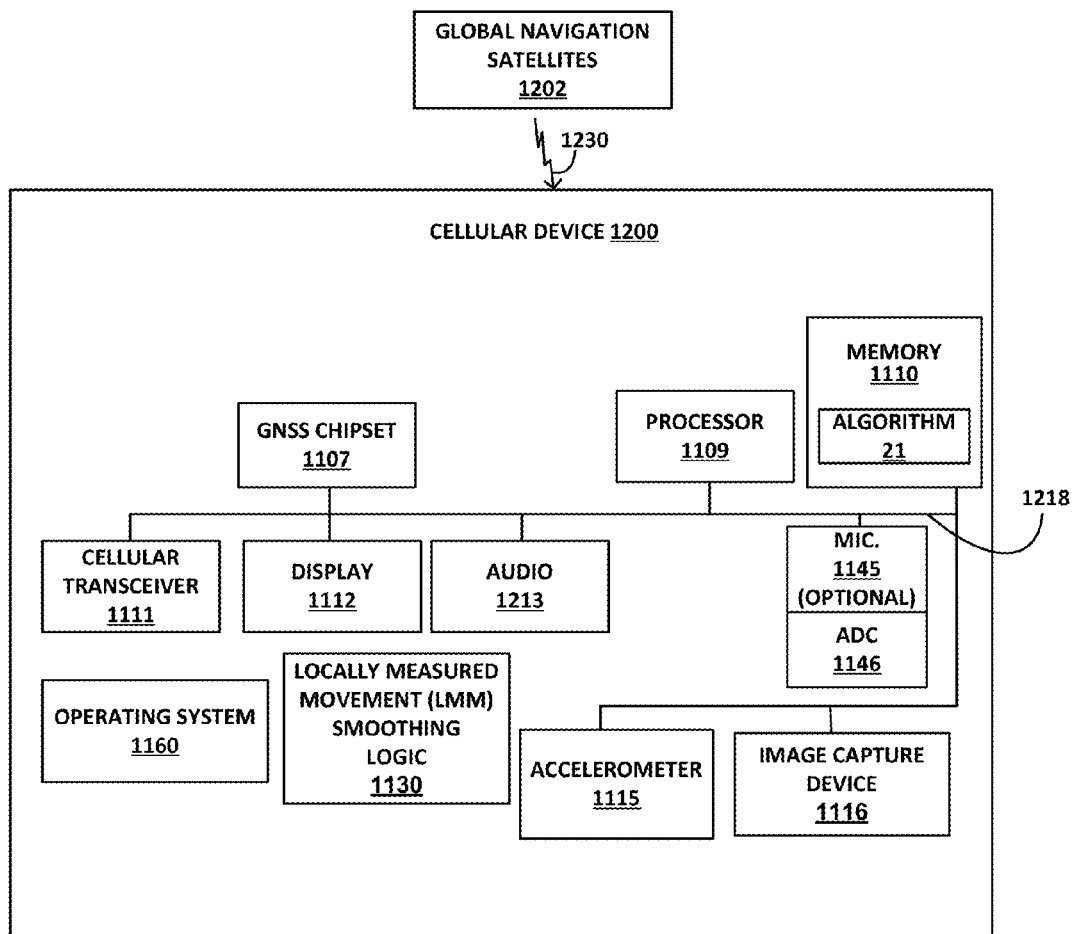 GLOBAL NAVIGATION
SATELLITES
1202
1230
CELLULAR DEVICE 1200
MEMORY
1110
ALGORITHM
21
PROCESSOR
1109
GNSS CHIPSET
1107
1218
CELLULAR
TRANSCEIVER
1111
DISPLAY
1112
AUDIO
1213
MIC.
1145
(OPTIONAL)
ADC
1146
OPERATING SYSTEM
1160
LOCALLY MEASURED
MOVEMENT (LMM)
SMOOTHING
LOGIC
1130
ACCELEROMETER
1115
IMAGE CAPTURE
DEVICE
1116